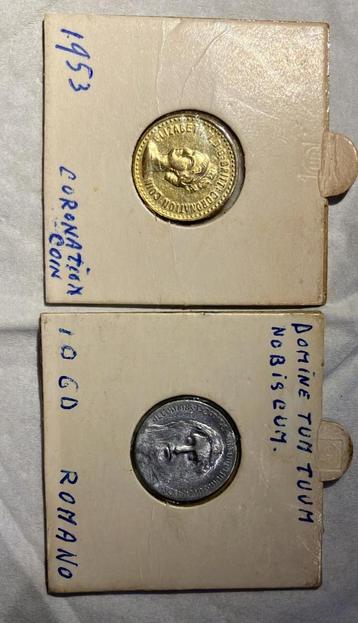 1953
CORONATION
COIN
ELIZABETH
CORONATION COIN
DOMINE TUM TUUM
NOBISCUM.
10 GD ROMANO